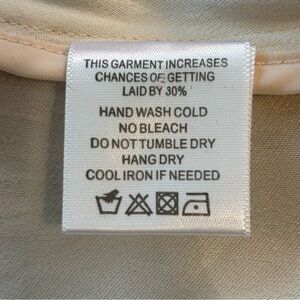 THIS GARMENT INCREASES
CHANCES OF GETTING
LAID BY 30%
HAND WASH COLD
NO BLEACH
DO NOT TUMBLE DRY
HANG DRY
COOL IRON IF NEEDED